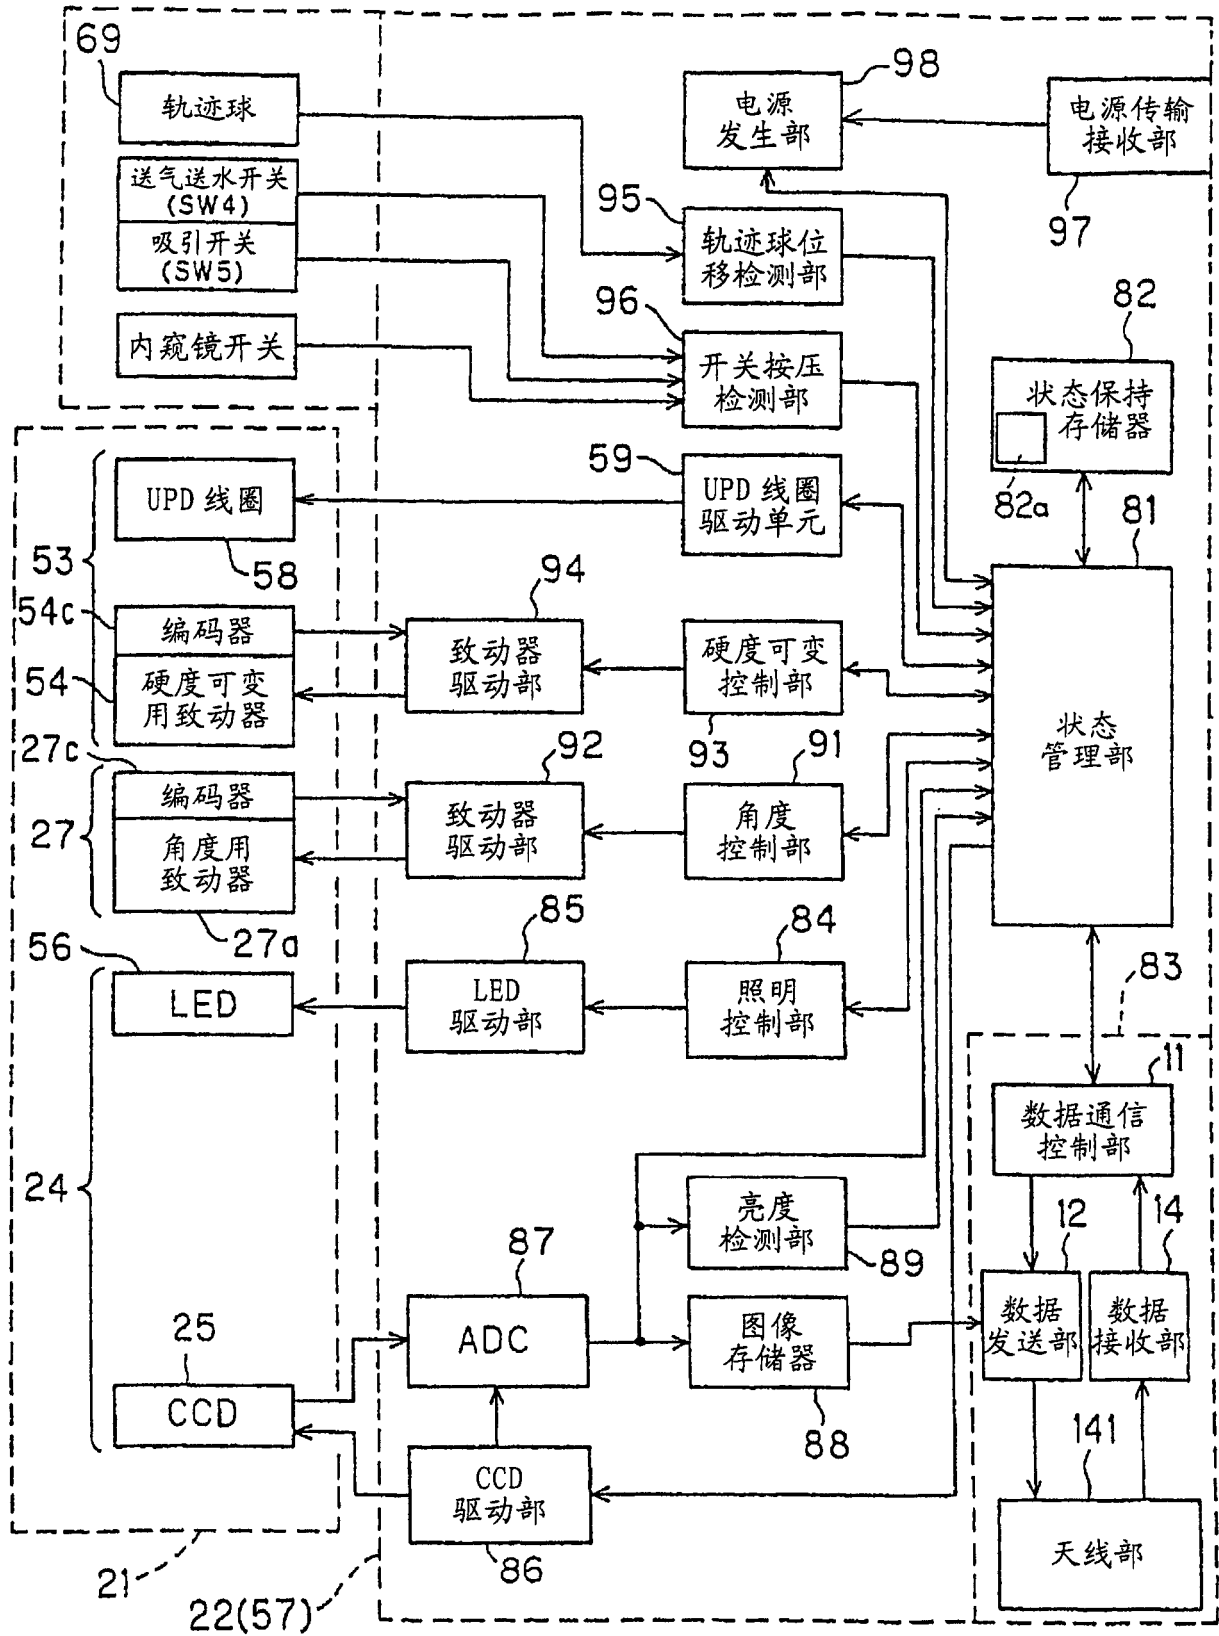 69
轨迹球
送气送水开关
(SW4)
吸引开关
(SW5)
内窥镜开关
98
电源
发生部
电源传输
接收部
97
95
轨迹球位
移检测部
96
开关按压
检测部
82
状态保持
存储器
82a
53
UPD 线圈
58
59
UPD 线圈
驱动单元
81
状态
管理部
54c
编码器
54
硬度可变
用致动器
94
致动器
驱动部
硬度可变
控制部
93
27c
编码器
27
角度用
致动器
27a
92
致动器
驱动部
91
角度
控制部
56
LED
85
LED
驱动部
84
照明
控制部
83
11
数据通信
控制部
24
亮度
检测部
89
12
数据
发送部
14
数据
接收部
87
ADC
图像
存储器
88
25
CCD
CCD
驱动部
86
141
天线部
21
22(57)